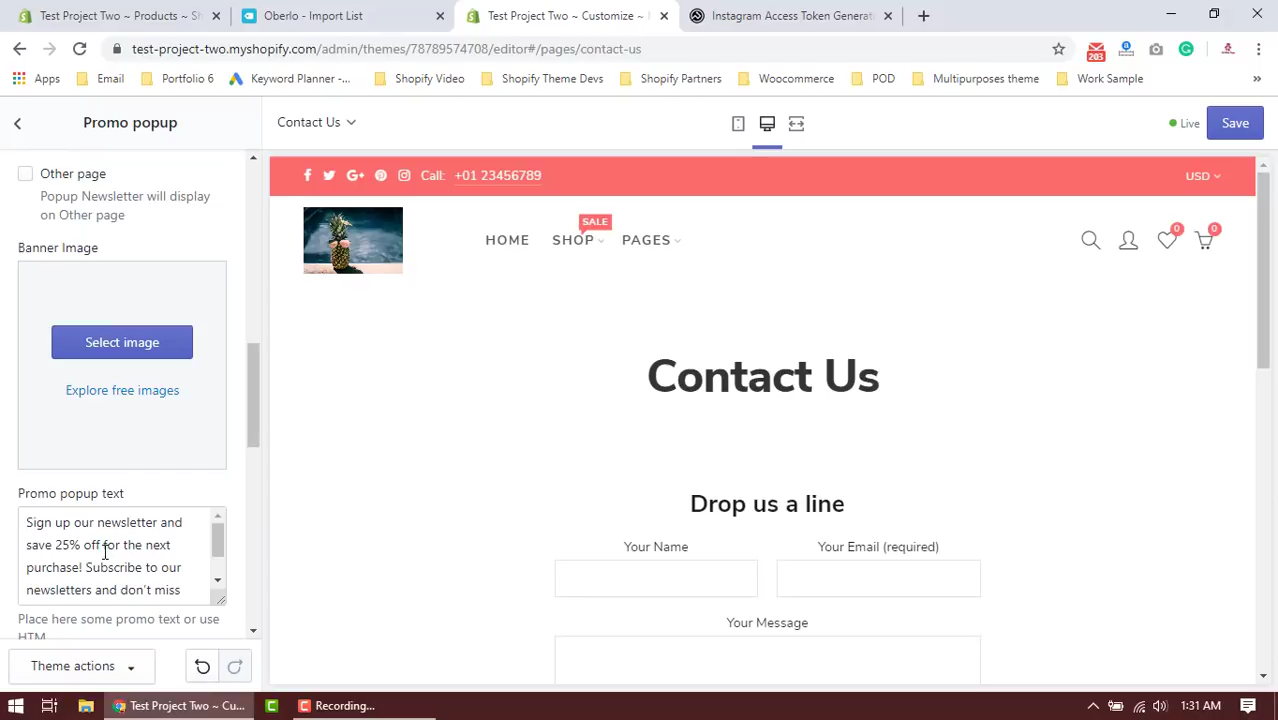 Test Project Two ~ Products ~ S
Oberlo - Import List
Test Project Two ~ Customize ~
Instagram Access Token Generat
test-project-two.myshopify.com/admin/themes/78789574708/editor#/pages/contact-us
203
Apps
Email
Portfolio 6
Keyword Planner -...
Shopify Video
Shopify Theme Devs
Shopify Partners
Woocommerce
POD
Multipurposes theme
Work Sample
»
Promo popup
Contact Us
Live
Save
Other page
Popup Newsletter will display
on Other page
Banner Image
Select image
Explore free images
Promo popup text
Sign up our newsletter and
save 25% off for the next
purchase! Subscribe to our
newsletters and don't miss
Place here some promo text or use
HTM
Theme actions
Call: +01 23456789
USD
SALE
HOME
SHOP
PAGES
0
0
Contact Us
Drop us a line
Your Name
Your Email (required)
Your Message
Test Project Two ~ Cu...
Recording...
1:31 AM